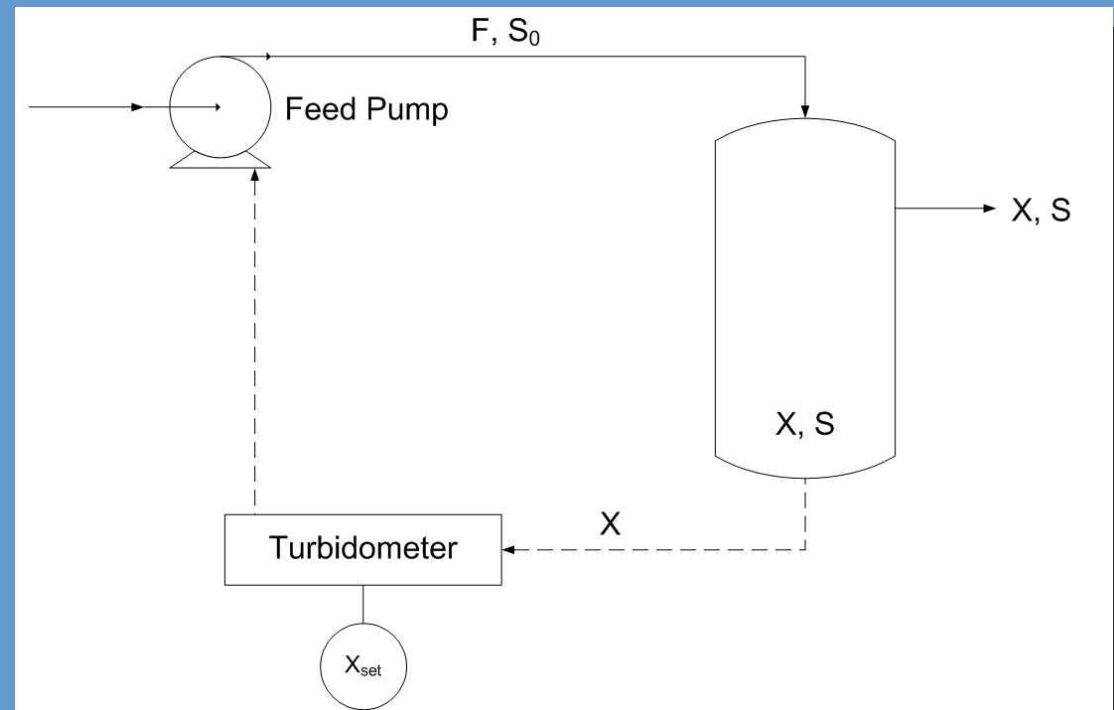 F, S₀
Feed Pump
X, S
X, S
X
Turbidometer
Xset